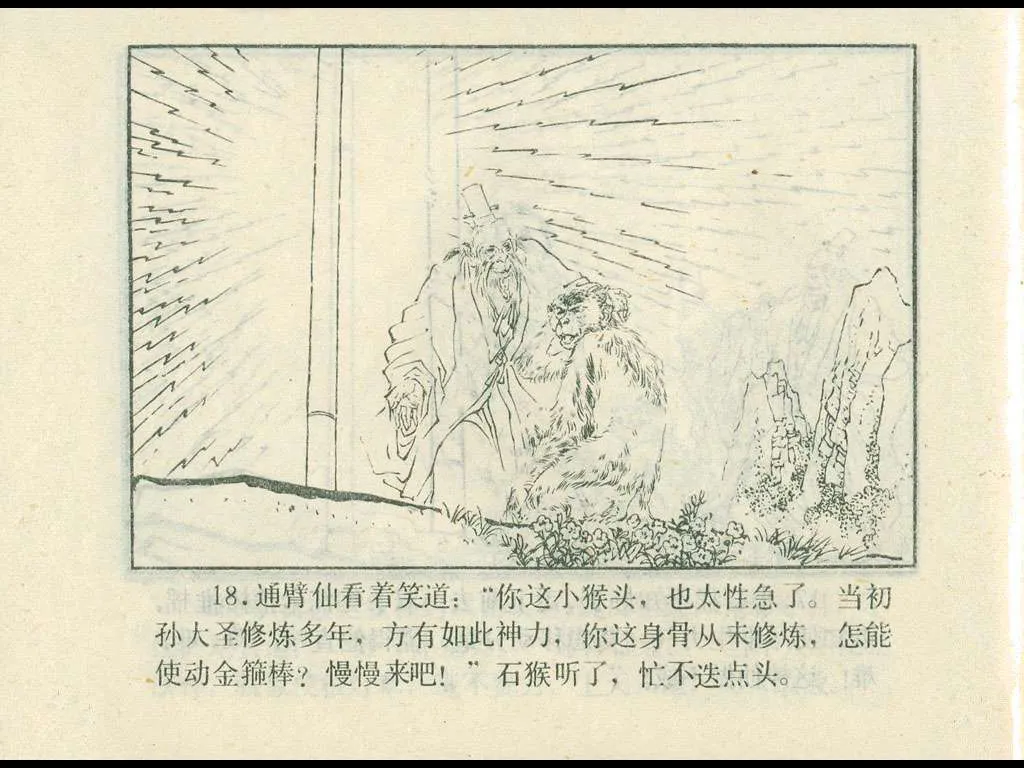 18.通臂仙看着笑道：“你这小猴头，也太性急了。当初
孙大圣修炼多年，方有如此神力，你这身骨从未修炼，怎能
使动金箍棒？慢慢来吧！”石猴听了，忙不迭点头。